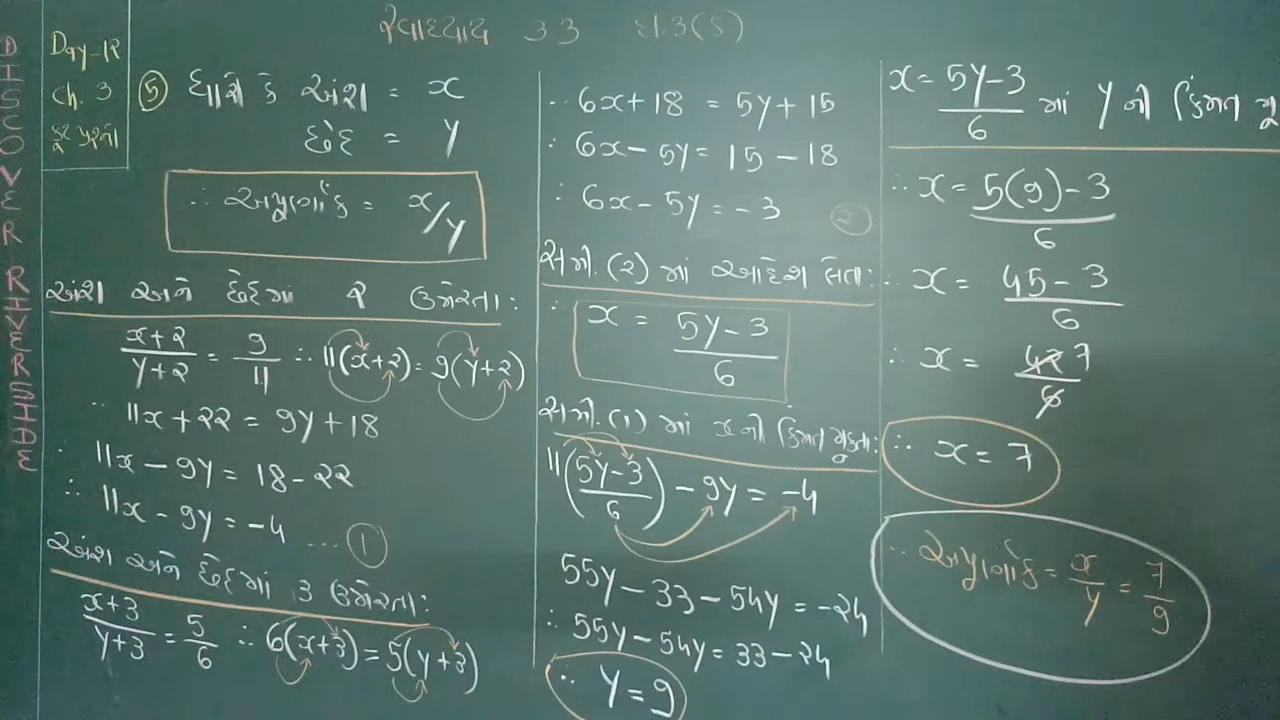 સ્વાધ્યાય 3.3 દા.3(5)
DISCOVER RIVERSIDE
Day-12
Ch. 3
⑤ ધારો કે અંશ = x
છેદ = y
∴ અપૂર્ણાંક = x/y
અંશ અને છેદમાં ૨ ઉમેરતા:
x+2/y+2 = 9/11 ∴ 11(x+2) = 9(y+2)
∴ 11x + 22 = 9y + 18
∴ 11x - 9y = 18 - 22
∴ 11x - 9y = -4 ... ①
અંશ અને છેદમાં 3 ઉમેરતા:
x+3/y+3 = 5/6 ∴ 6(x+3) = 5(y+3)
∴ 6x + 18 = 5y + 15
∴ 6x - 5y = 15 - 18
∴ 6x - 5y = -3 ②
સમી.(૨) માં આદેશ લેતા:
∴ x = 5y-3/6
સમી.(૧) માં x ની કિંમત મુકતા:
11(5y-3/6) - 9y = -4
55y - 33 - 54y = -24
∴ 55y - 54y = 33 - 24
∴ y = 9
x = 5y-3/6 માં y ની કિંમત મુ
∴ x = 5(9)-3/6
∴ x = 45-3/6
∴ x = 42 7/6
∴ x = 7
∴ અપૂર્ણાંક = x/y = 7/9